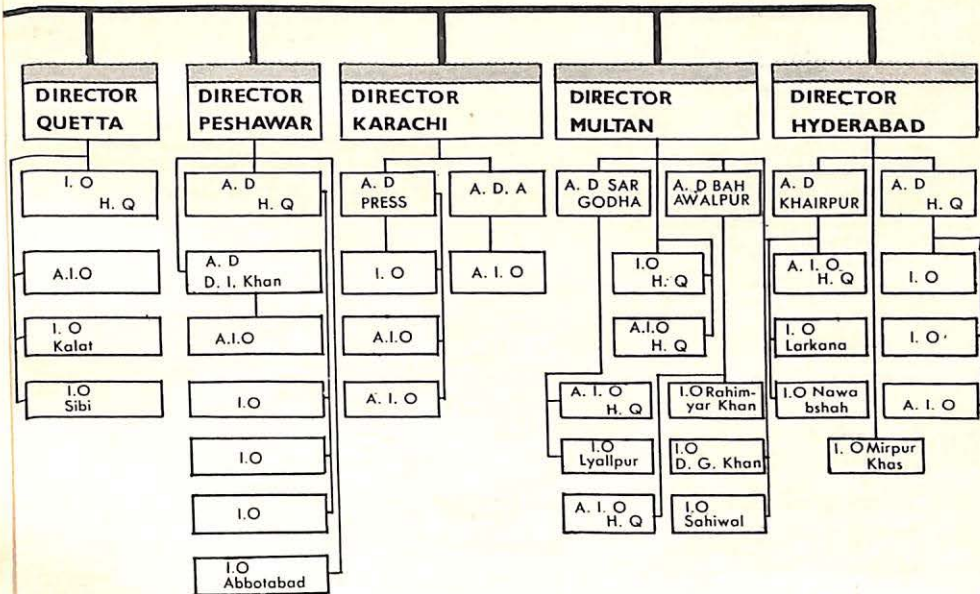 DIRECTOR
QUETTA
I. O
H. Q
A.I.O
I. O
Kalat
I.O
Sibi
DIRECTOR
PESHAWAR
A. D
H. Q
A. D
D. I. Khan
A.I.O
I.O
I.O
I.O
I.O
Abbotabad
DIRECTOR
KARACHI
A. D
PRESS
I. O
A.I.O
A. I. O
A. D. A
A. I. O
DIRECTOR
MULTAN
A. D SAR
GODHA
A. D BAH
AWALPUR
I.O
H. Q
A.I.O
H. Q
A. I. O
H. Q
I.O
Lyallpur
A. I. O
H. Q
I.O Rahim-
yar Khan
I.O
D. G. Khan
I.O
Sahiwal
DIRECTOR
HYDERABAD
A. D
KHAIRPUR
A. I. O
H. Q
I. O
Larkana
I.O Nawa
bshah
A. D
H. Q
I. O
I. O
A. I. O
I. O Mirpur
Khas